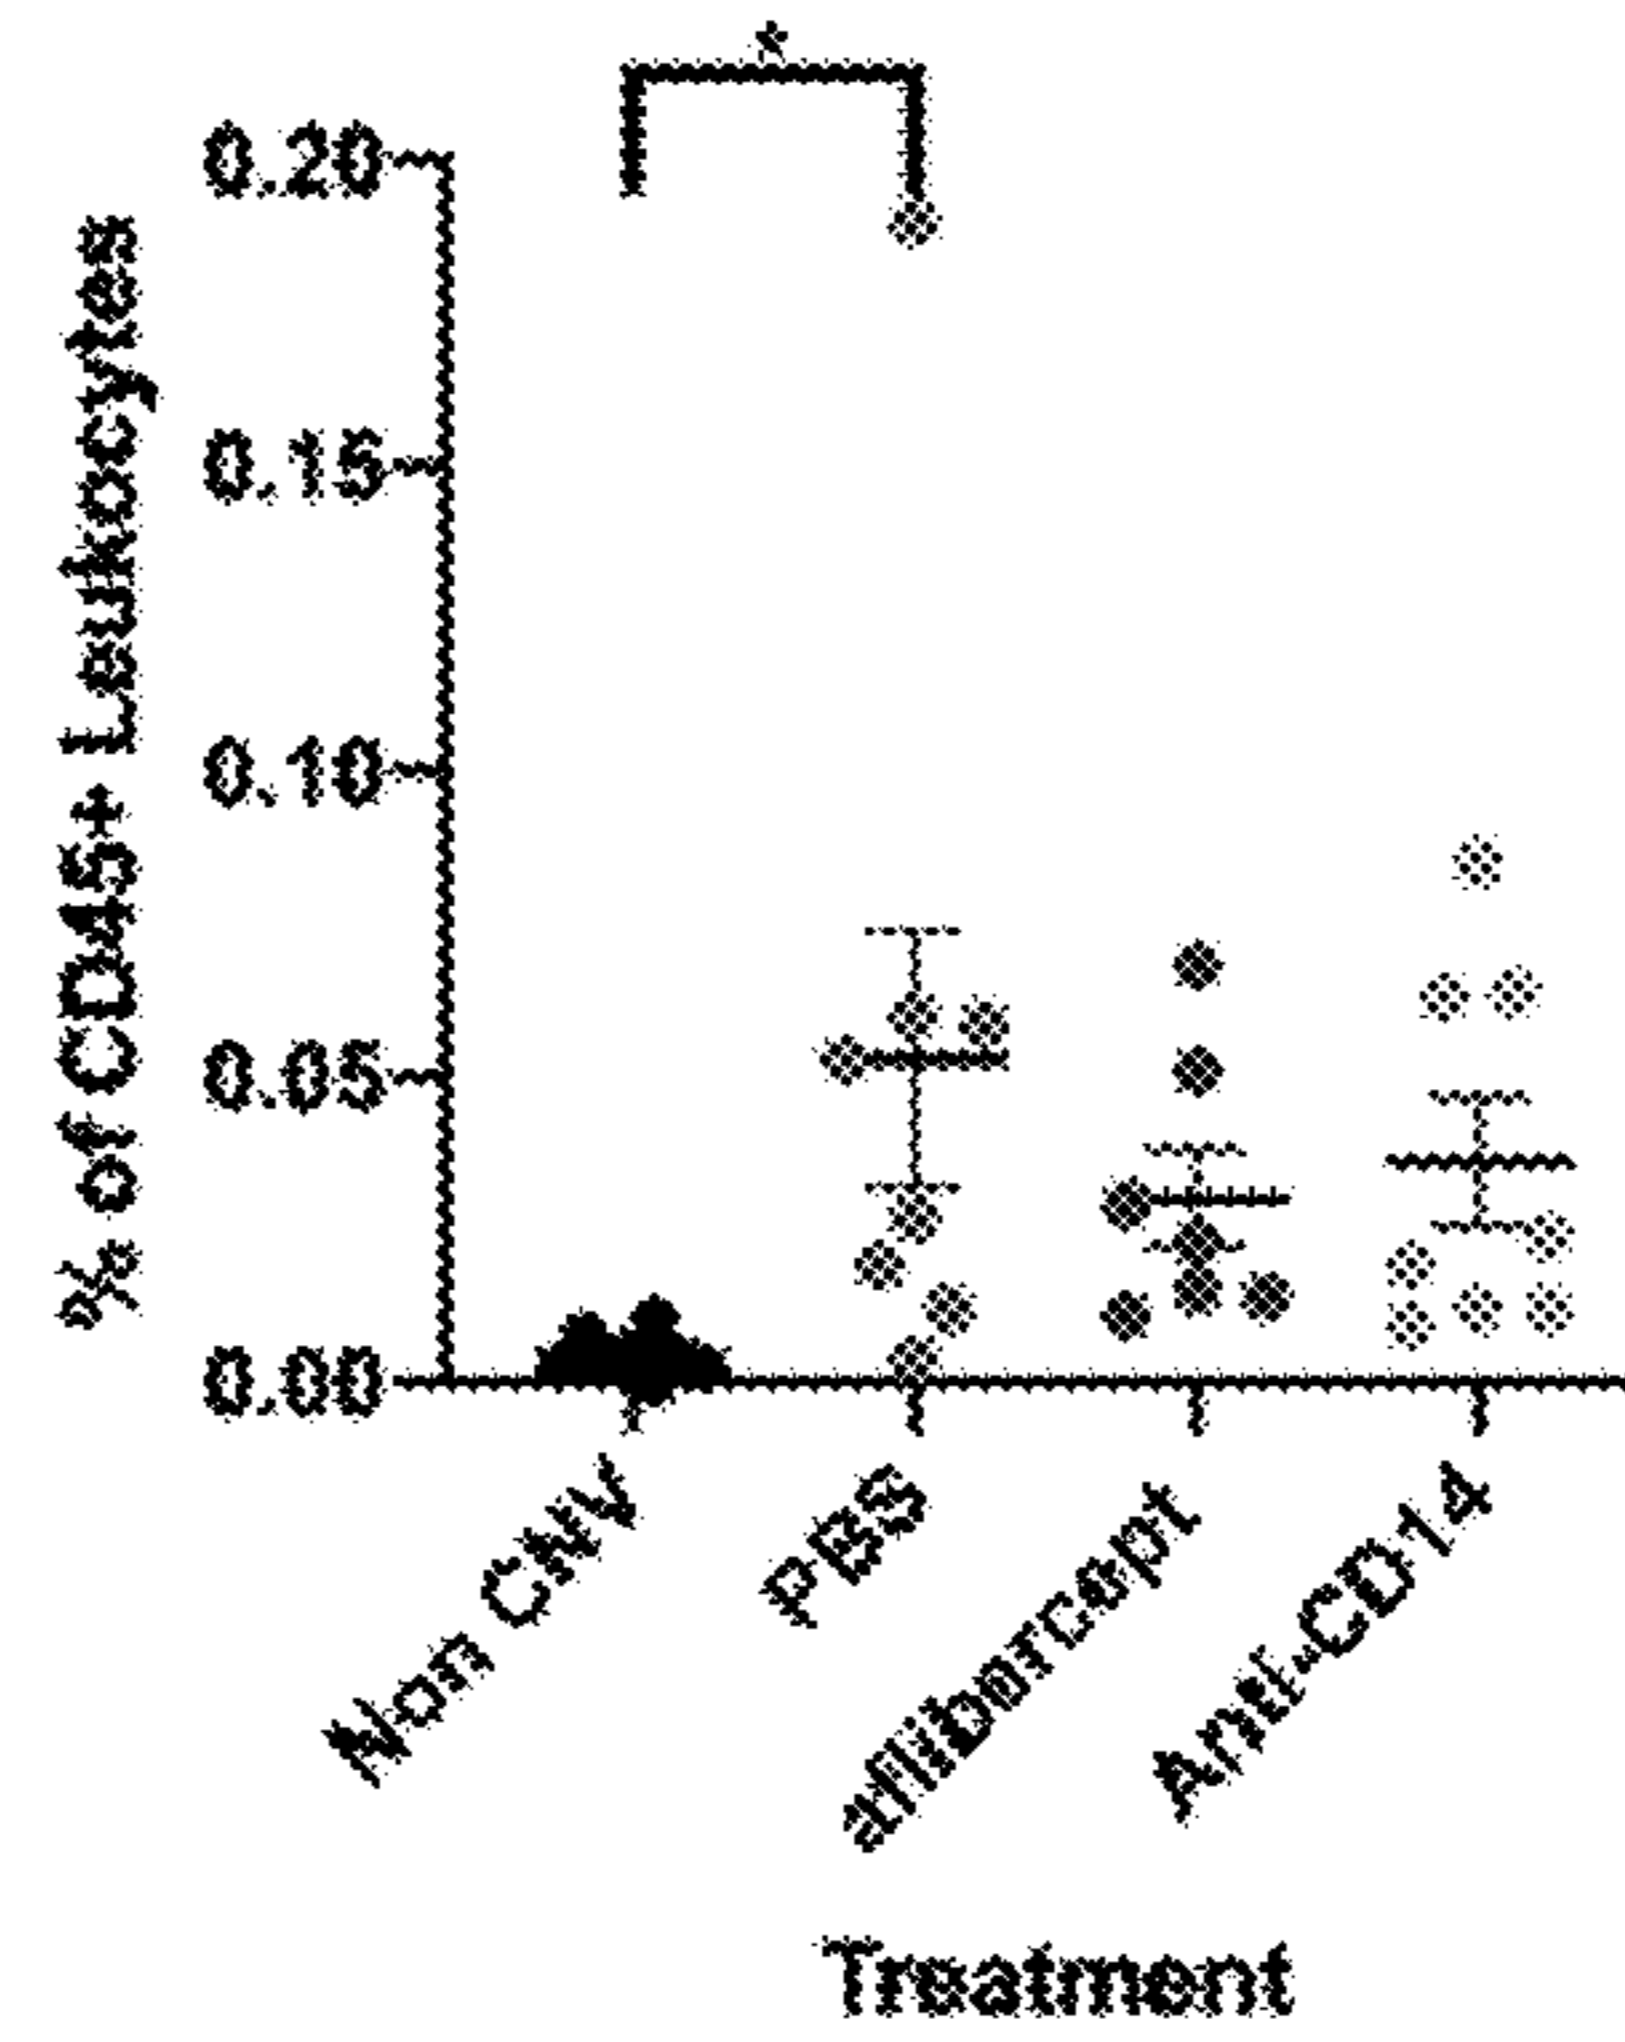 *
0.20
0.15
0.10
0.05
0.00
% of CD45+ Leukocytes
Non CNV
PBS
aflibercept
Anti-CD14
Treatment